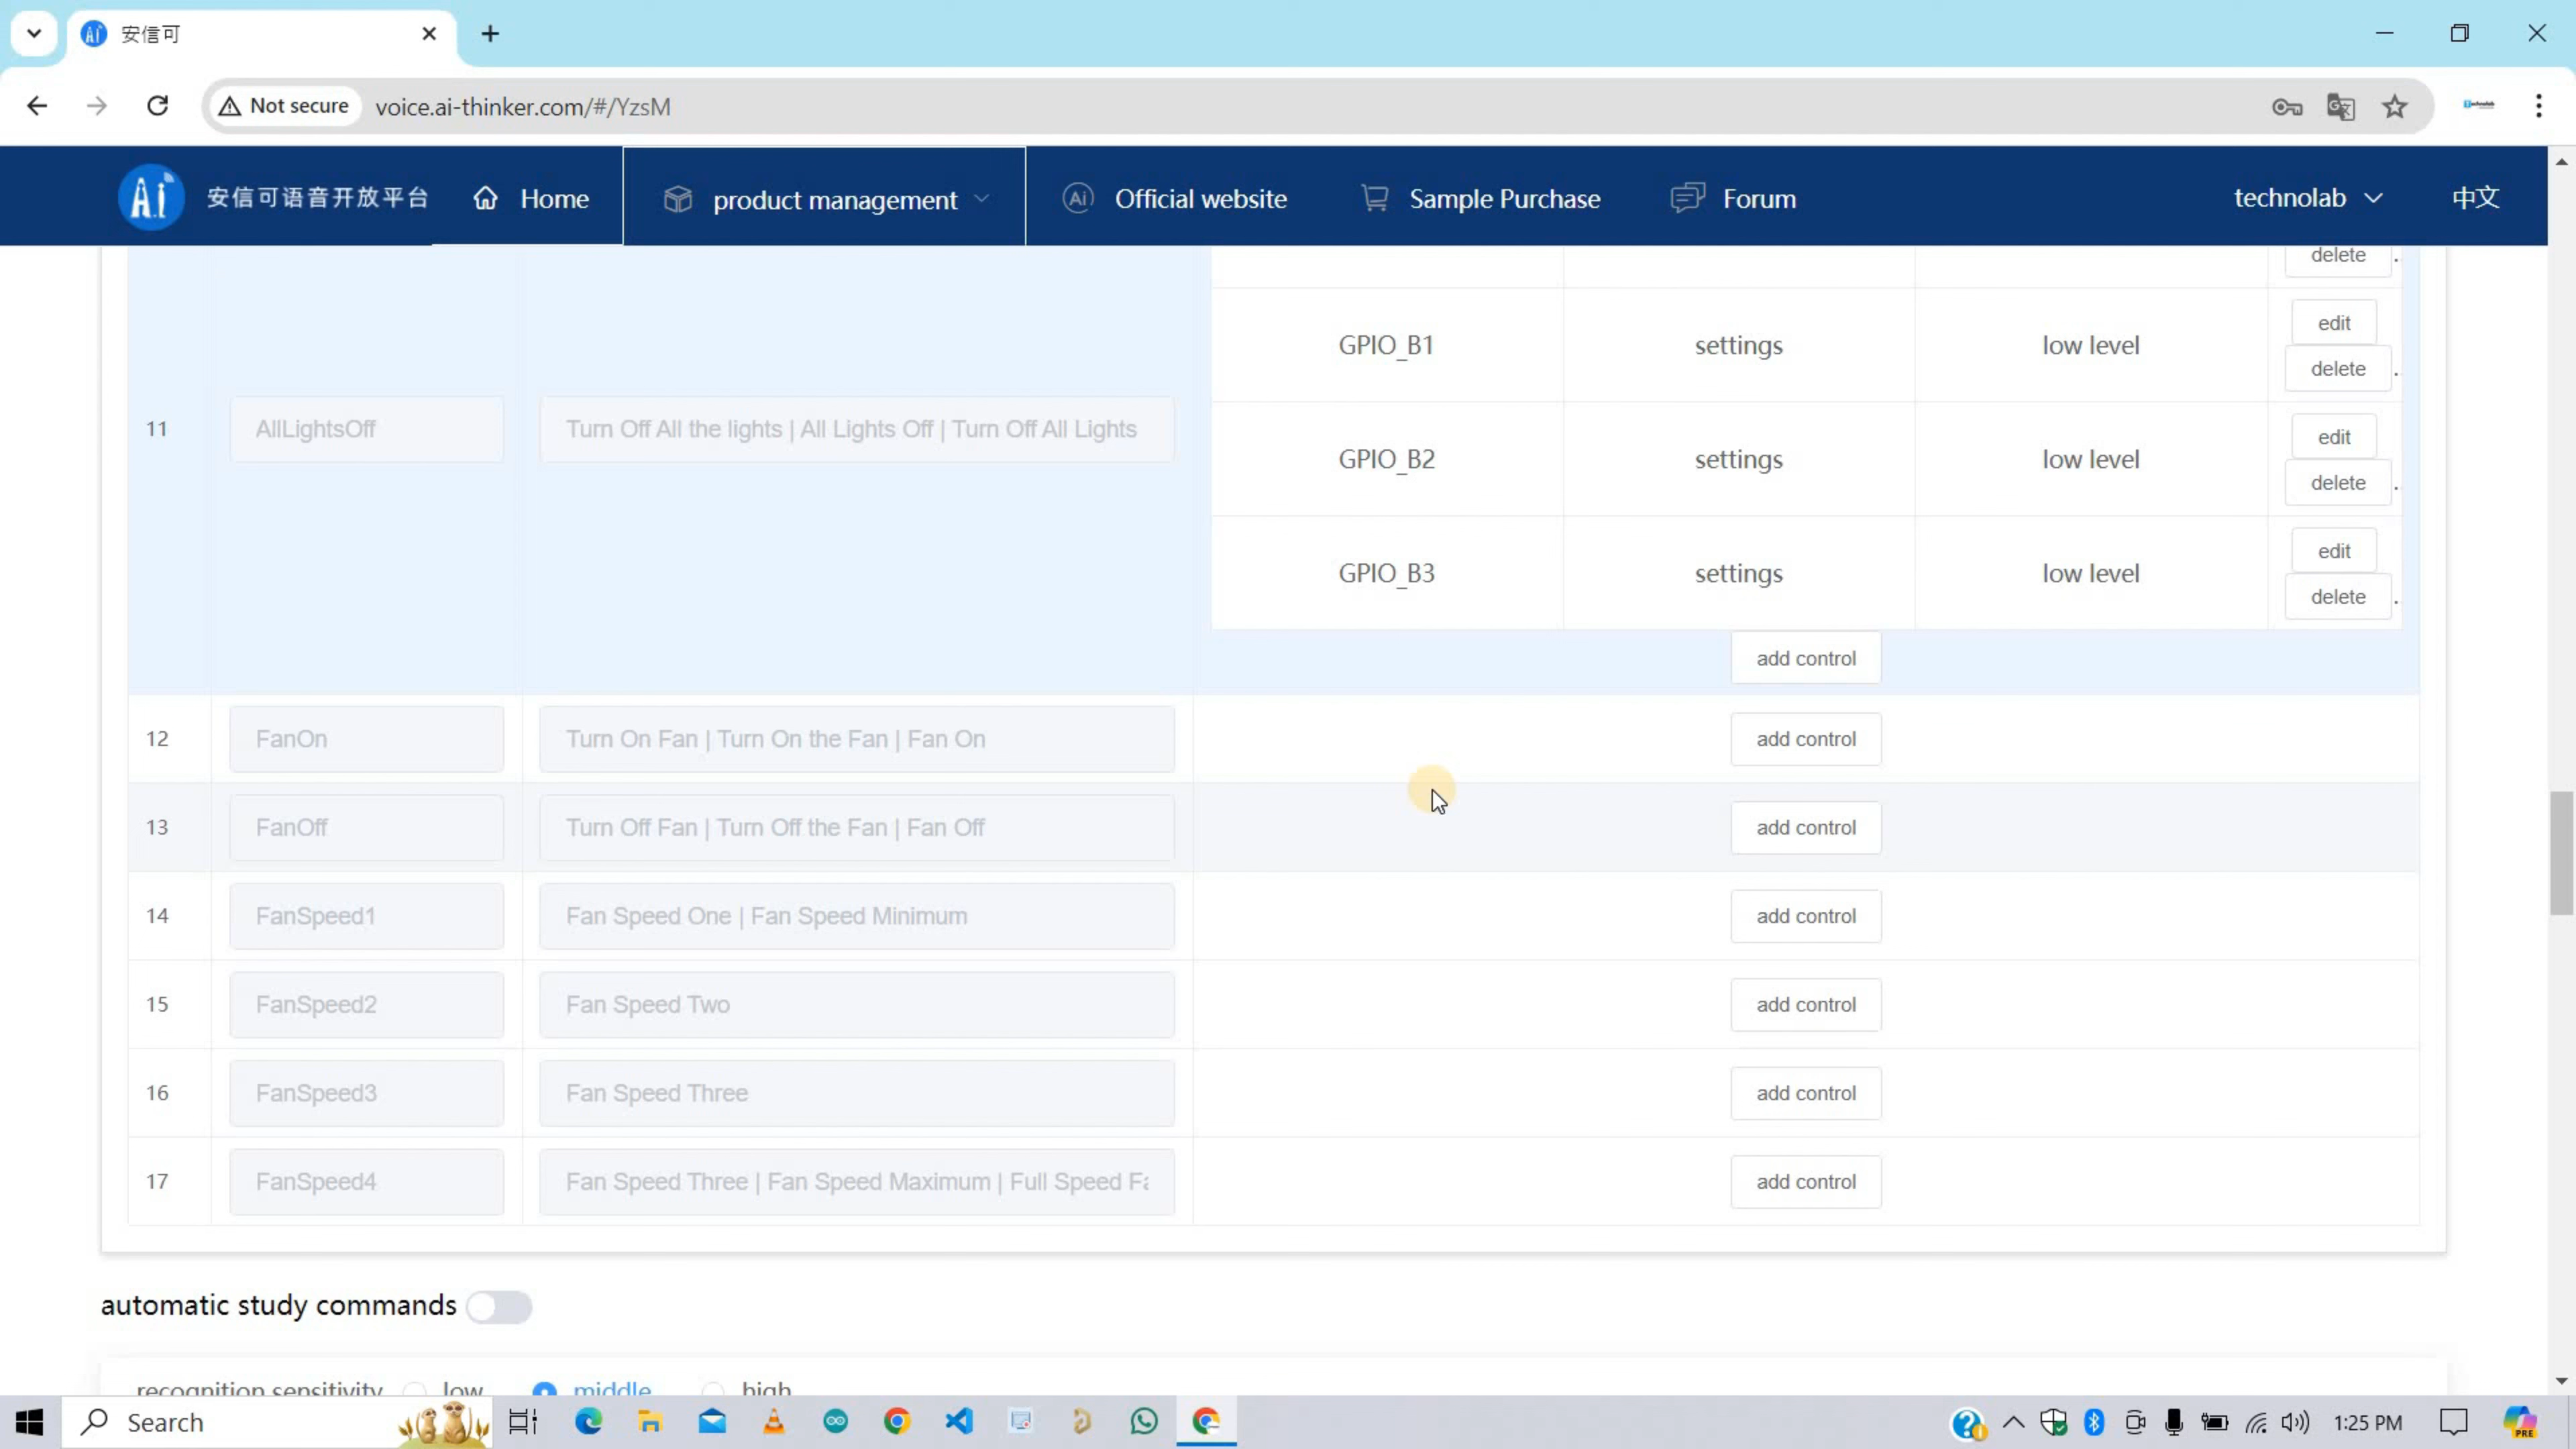 安信可
Not secure voice.ai-thinker.com/#/YzsM
安信可语音开放平台 Home product management Official website Sample Purchase Forum technolab 中文
delete
GPIO_B1 settings low level edit
delete
11 AllLightsOff Turn Off All the lights | All Lights Off | Turn Off All Lights
GPIO_B2 settings low level edit
delete
GPIO_B3 settings low level edit
delete
add control
12 FanOn Turn On Fan | Turn On the Fan | Fan On add control
13 FanOff Turn Off Fan | Turn Off the Fan | Fan Off add control
14 FanSpeed1 Fan Speed One | Fan Speed Minimum add control
15 FanSpeed2 Fan Speed Two add control
16 FanSpeed3 Fan Speed Three add control
17 FanSpeed4 Fan Speed Three | Fan Speed Maximum | Full Speed Fa add control
automatic study commands
recognition sensitivity low middle high
Search 1:25 PM PRE